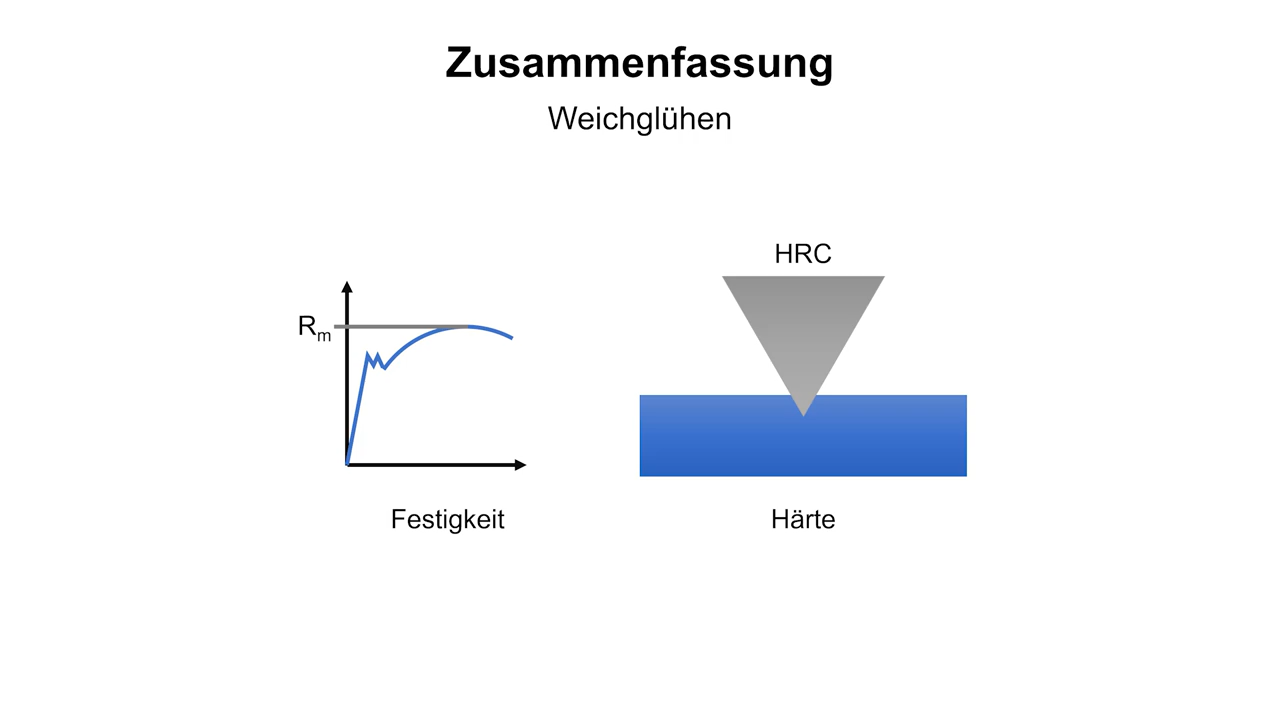 Zusammenfassung
Weichglühen
HRC
Rm
Festigkeit
Härte